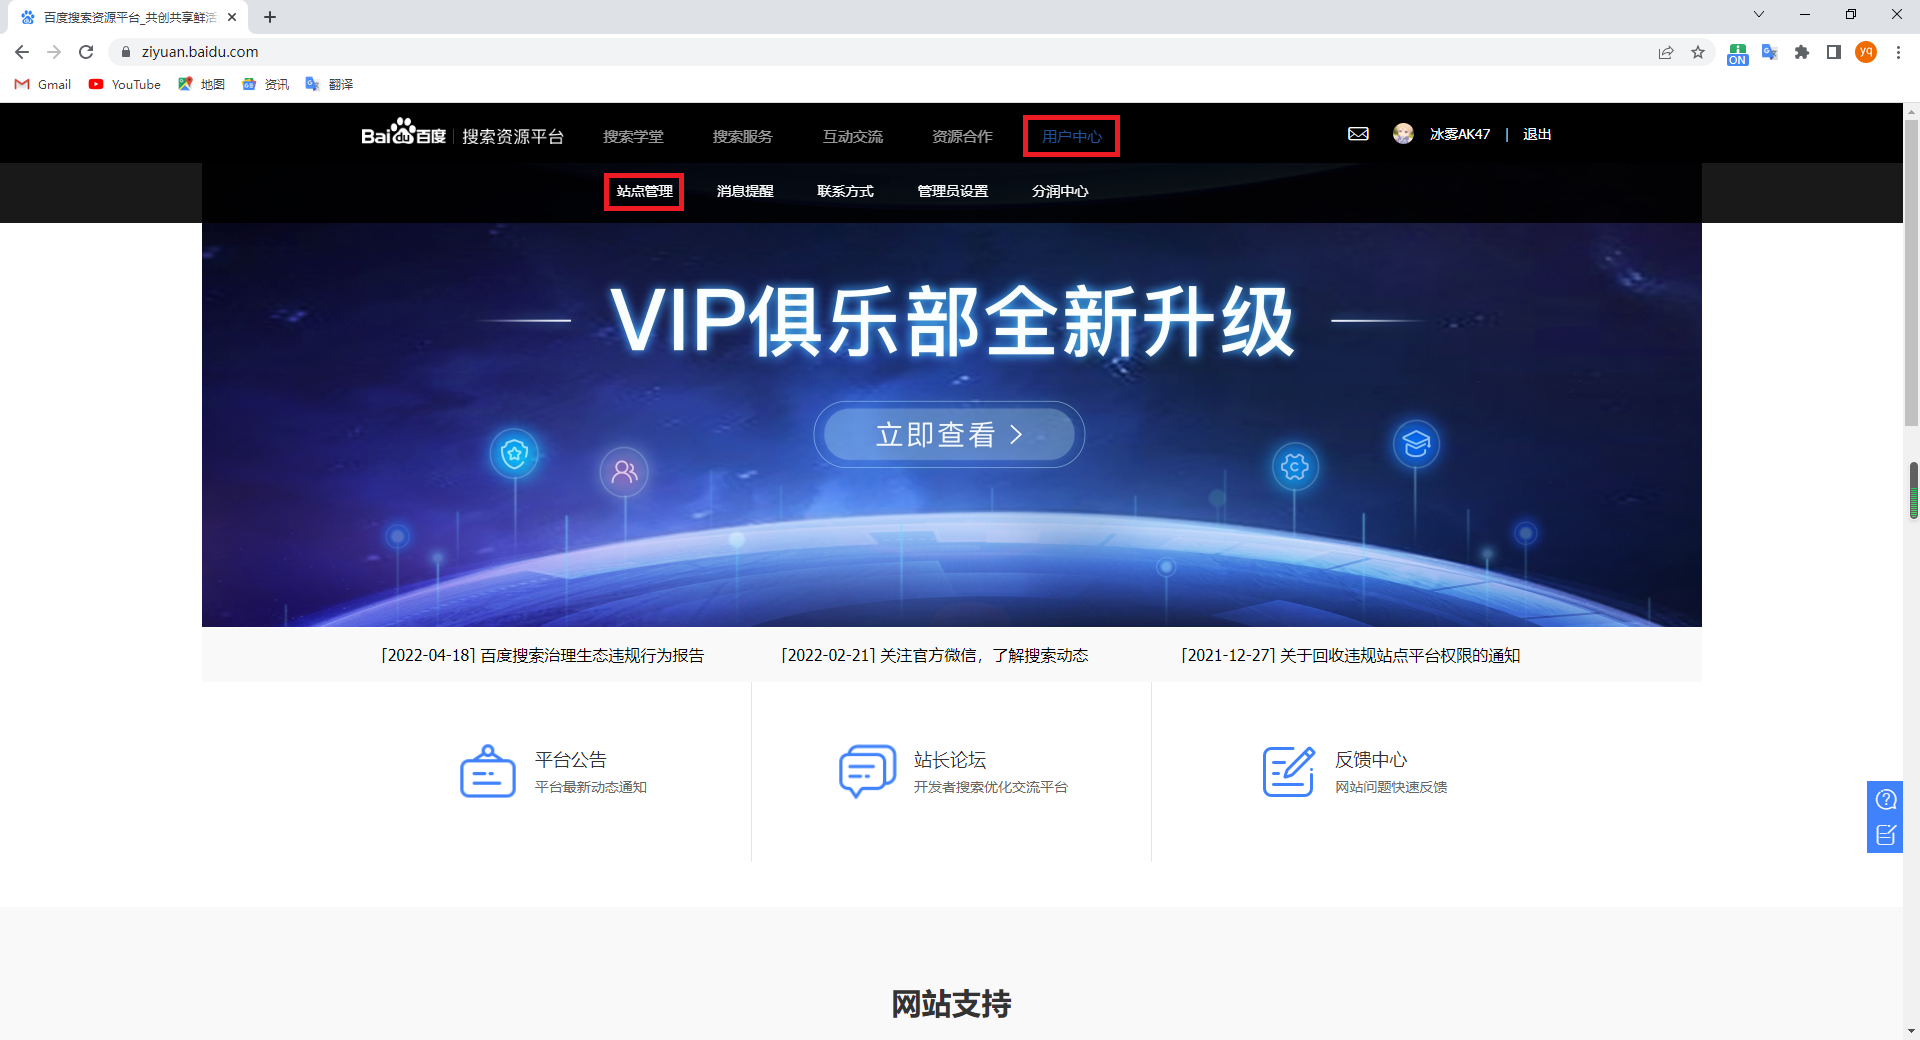 百度搜索资源平台_共创共享鲜活
ziyuan.baidu.com
ON
yq
Gmail YouTube 地图 资讯 翻译
Bai du 百度 | 搜索资源平台 搜索学堂 搜索服务 互动交流 资源合作 用户中心 冰雾AK47 | 退出
站点管理 消息提醒 联系方式 管理员设置 分润中心
VIP俱乐部全新升级
立即查看 >
「2022-04-18」百度搜索治理生态违规行为报告 「2022-02-21」关注官方微信，了解搜索动态 「2021-12-27」关于回收违规站点平台权限的通知
平台公告 站长论坛 反馈中心
平台最新动态通知 开发者搜索优化交流平台 网站问题快速反馈
网站支持